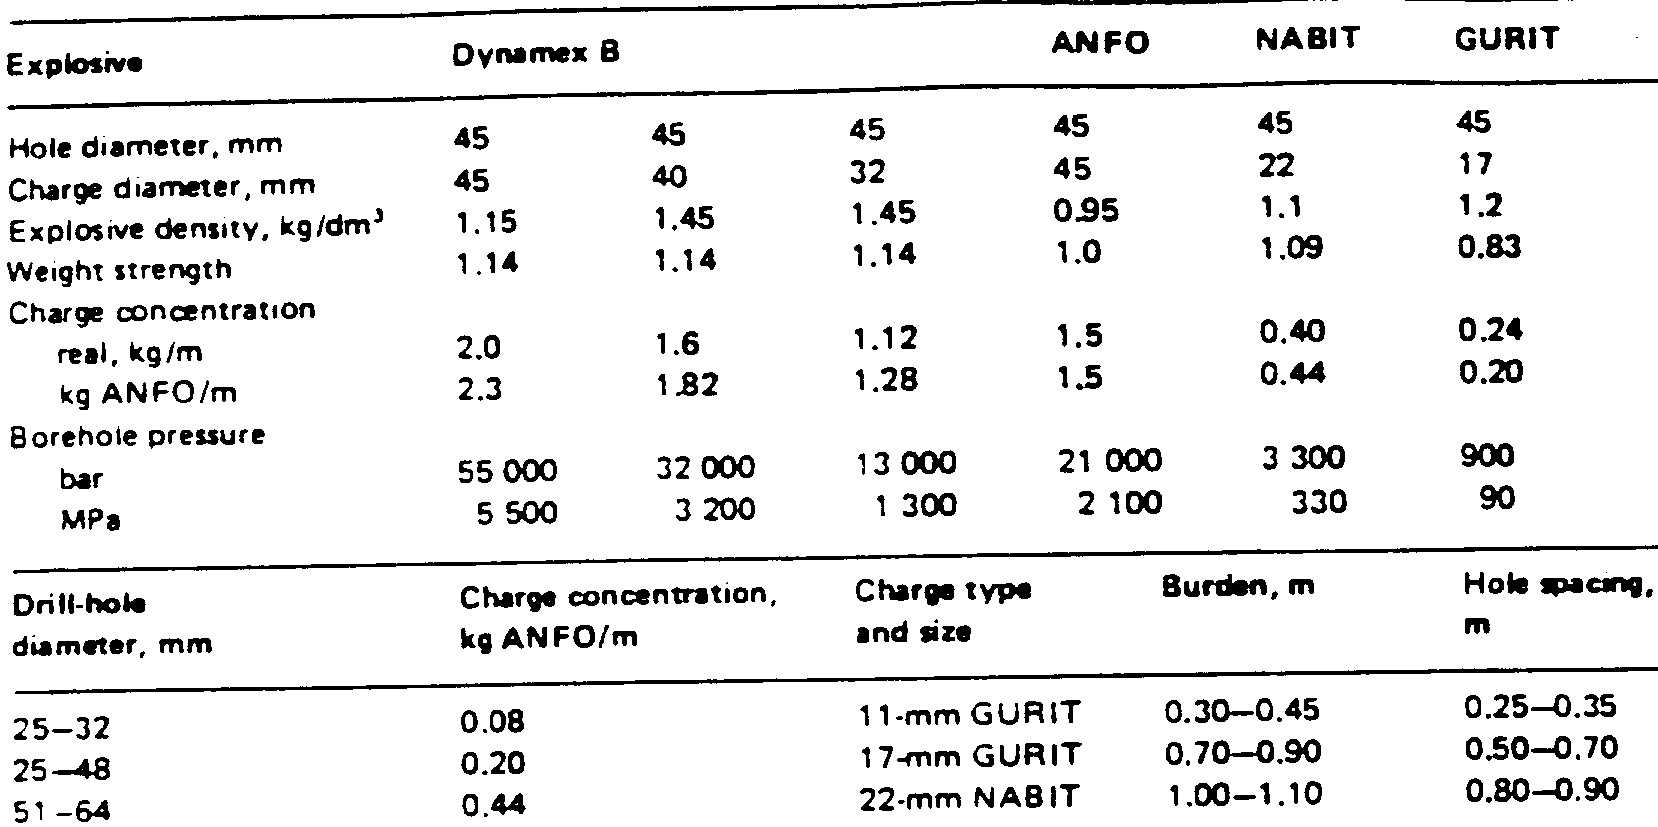 Explosive Dynamex B ANFO NABIT GURIT
Hole diameter, mm 45 45 45 45 45 45
Charge diameter, mm 45 40 32 45 22 17
Explosive density, kg/dm³ 1.15 1.45 1.45 0.95 1.1 1.2
Weight strength 1.14 1.14 1.14 1.0 1.09 0.83
Charge concentration
real, kg/m 2.0 1.6 1.12 1.5 0.40 0.24
kg ANFO/m 2.3 1.82 1.28 1.5 0.44 0.20
Borehole pressure
bar 55 000 32 000 13 000 21 000 3 300 900
MPa 5 500 3 200 1 300 2 100 330 90
Drill-hole Charge concentration, Charge type Burden, m Hole spacing,
diameter, mm kg ANFO/m and size m
25–32 0.08 11-mm GURIT 0.30–0.45 0.25–0.35
25–48 0.20 17-mm GURIT 0.70–0.90 0.50–0.70
51–64 0.44 22-mm NABIT 1.00–1.10 0.80–0.90